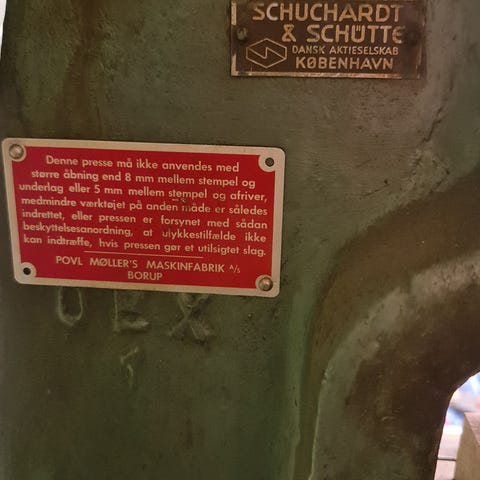 SCHUCHARDT
& SCHÜTTE
DANSK AKTIESELSKAB
KØBENHAVN
Denne presse må ikke anvendes med
større åbning end 8 mm mellem stempel og
underlag eller 5 mm mellem stempel og afriver,
medmindre værktøjet på anden måde er således
indrettet, eller pressen er forsynet med sådan
beskyttelsesanordning, at ulykkestilfælde ikke
kan indtræffe, hvis pressen gør et utilsigtet slag.
POVL MØLLER'S MASKINFABRIK A/S
BORUP